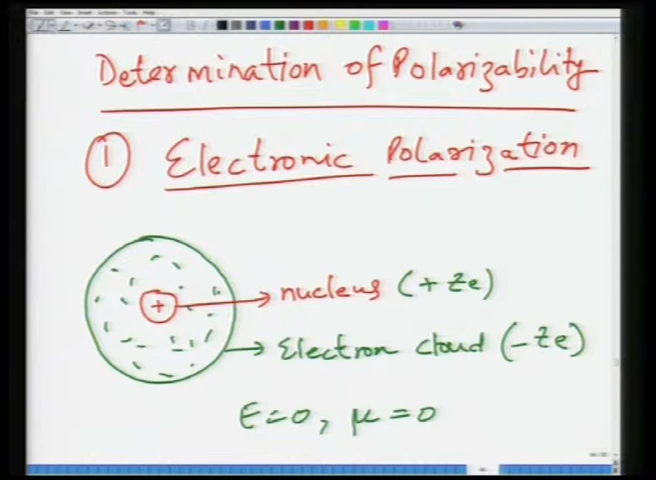 Determination of Polarizability
1 Electronic Polarization
+ nucleus (+ze)
Electron cloud (-ze)
E=0, μ=0